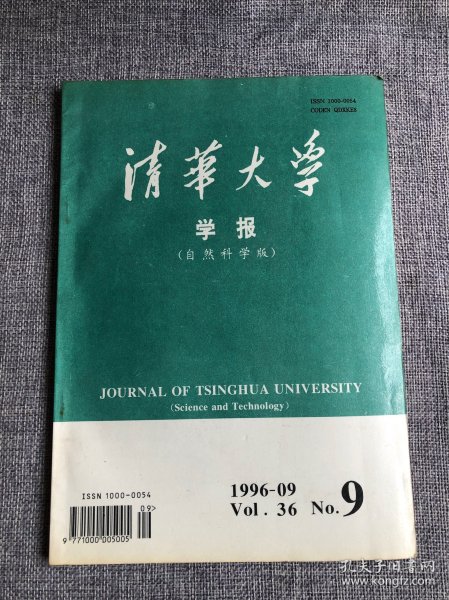 ISSN 1000-0054
CODEN QDXKE8
清華大学
学报
(自然科学版)
JOURNAL OF TSINGHUA UNIVERSITY
(Science and Technology)
ISSN 1000-0054
09>
9 771000 005005
1996-09
Vol. 36 No.9
孔夫子旧书网
kongfz.com